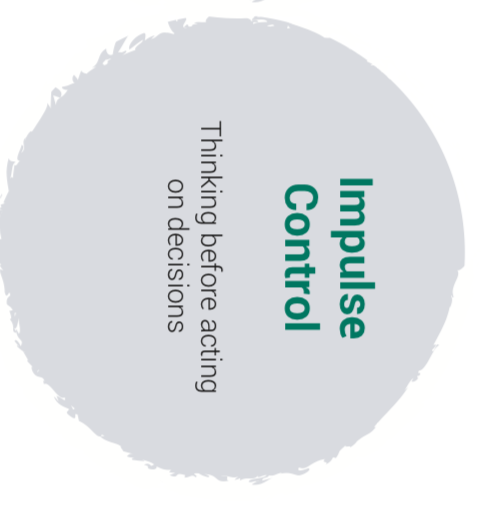 Impulse
Control
Thinking before acting
on decisions